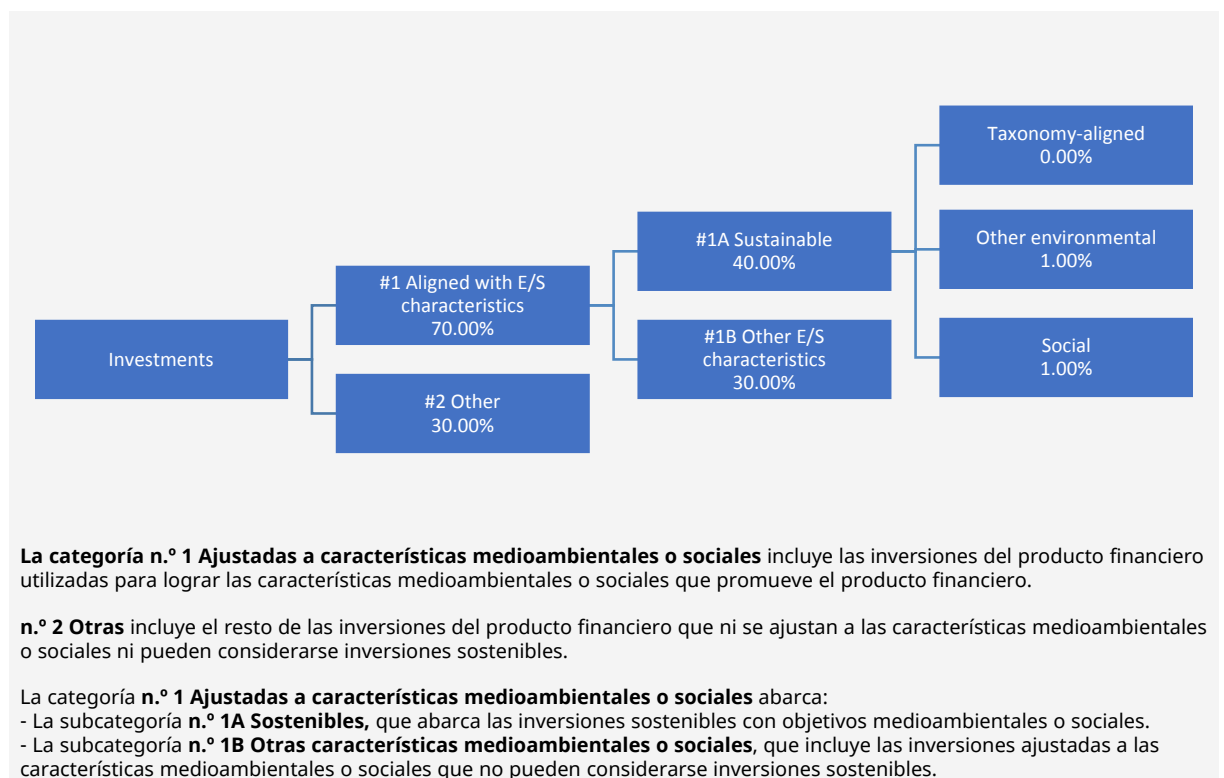 Taxonomy-aligned
0.00%
#1A Sustainable
40.00%
Other environmental
1.00%
#1 Aligned with E/S
characteristics
70.00%
Investments
#1B Other E/S
characteristics
30.00%
Social
1.00%
#2 Other
30.00%
La categoría n.º 1 Ajustadas a características medioambientales o sociales incluye las inversiones del producto financiero
utilizadas para lograr las características medioambientales o sociales que promueve el producto financiero.
n.º 2 Otras incluye el resto de las inversiones del producto financiero que ni se ajustan a las características medioambientales
o sociales ni pueden considerarse inversiones sostenibles.
La categoría n.º 1 Ajustadas a características medioambientales o sociales abarca:
- La subcategoría n.º 1A Sostenibles, que abarca las inversiones sostenibles con objetivos medioambientales o sociales.
- La subcategoría n.º 1B Otras características medioambientales o sociales, que incluye las inversiones ajustadas a las
características medioambientales o sociales que no pueden considerarse inversiones sostenibles.